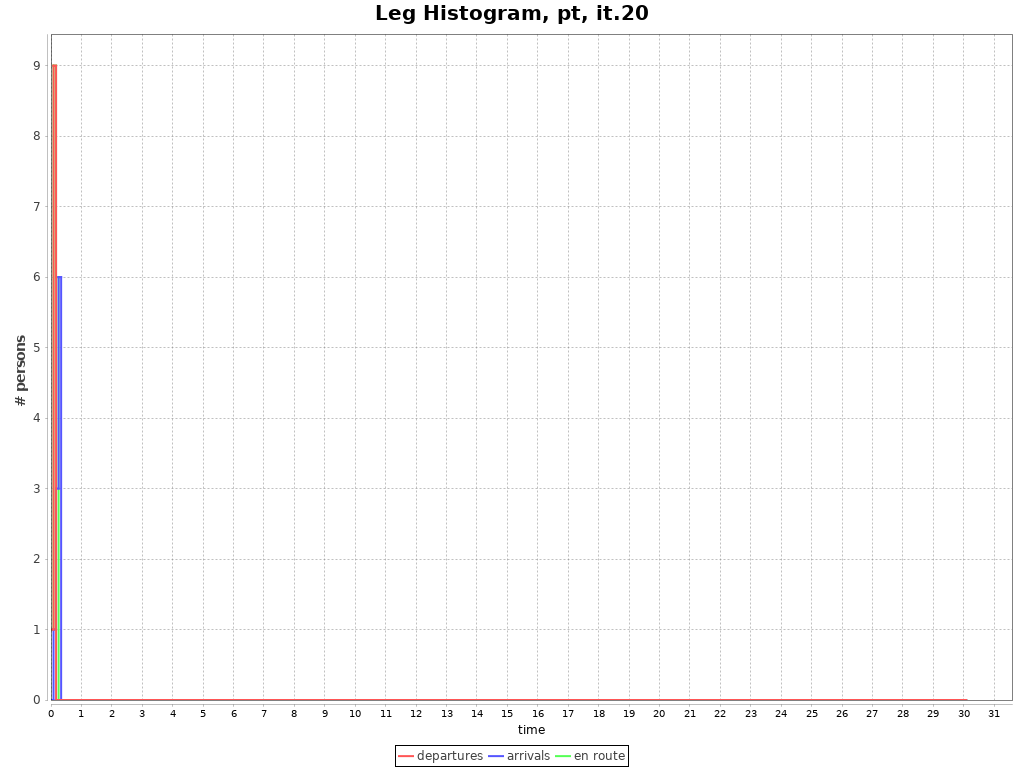 Leg Histogram, pt, it.20
# persons
9
8
7
6
5
4
3
2
1
0
0 1 2 3 4 5 6 7 8 9 10 11 12 13 14 15 16 17 18 19 20 21 22 23 24 25 26 27 28 29 30 31
time
departures arrivals en route